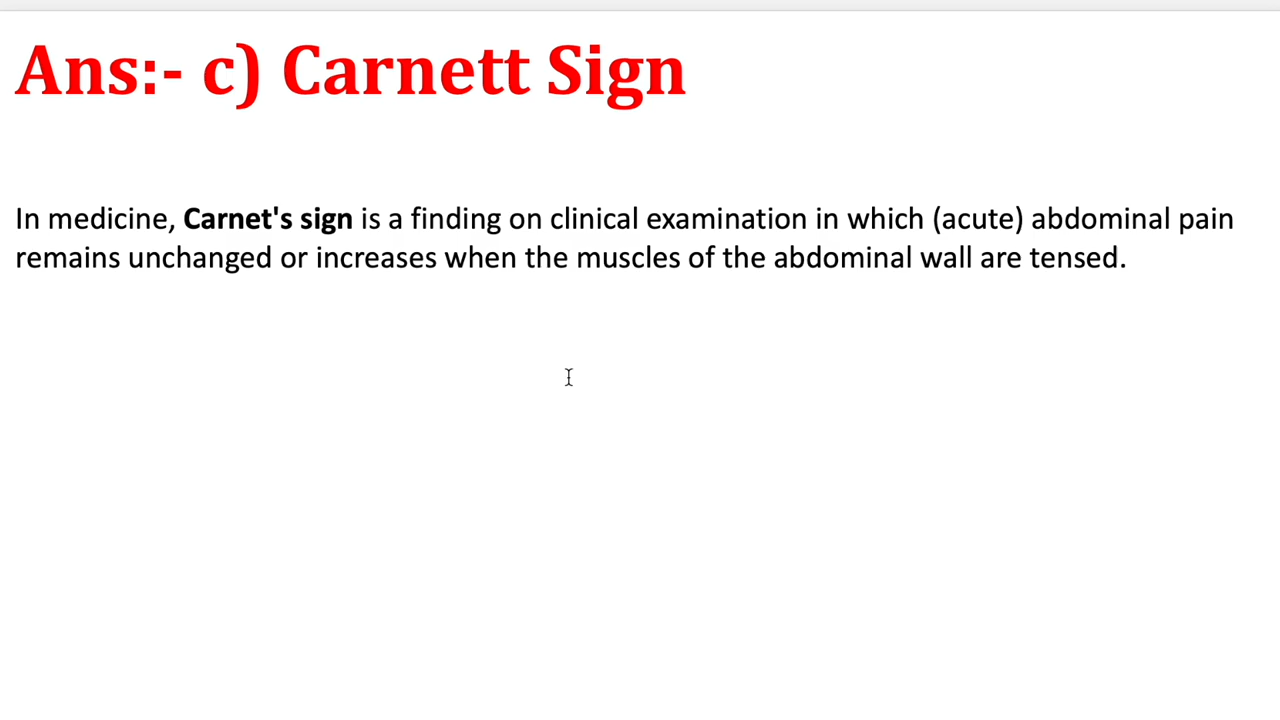 Ans:- c) Carnett Sign
In medicine, Carnet's sign is a finding on clinical examination in which (acute) abdominal pain
remains unchanged or increases when the muscles of the abdominal wall are tensed.